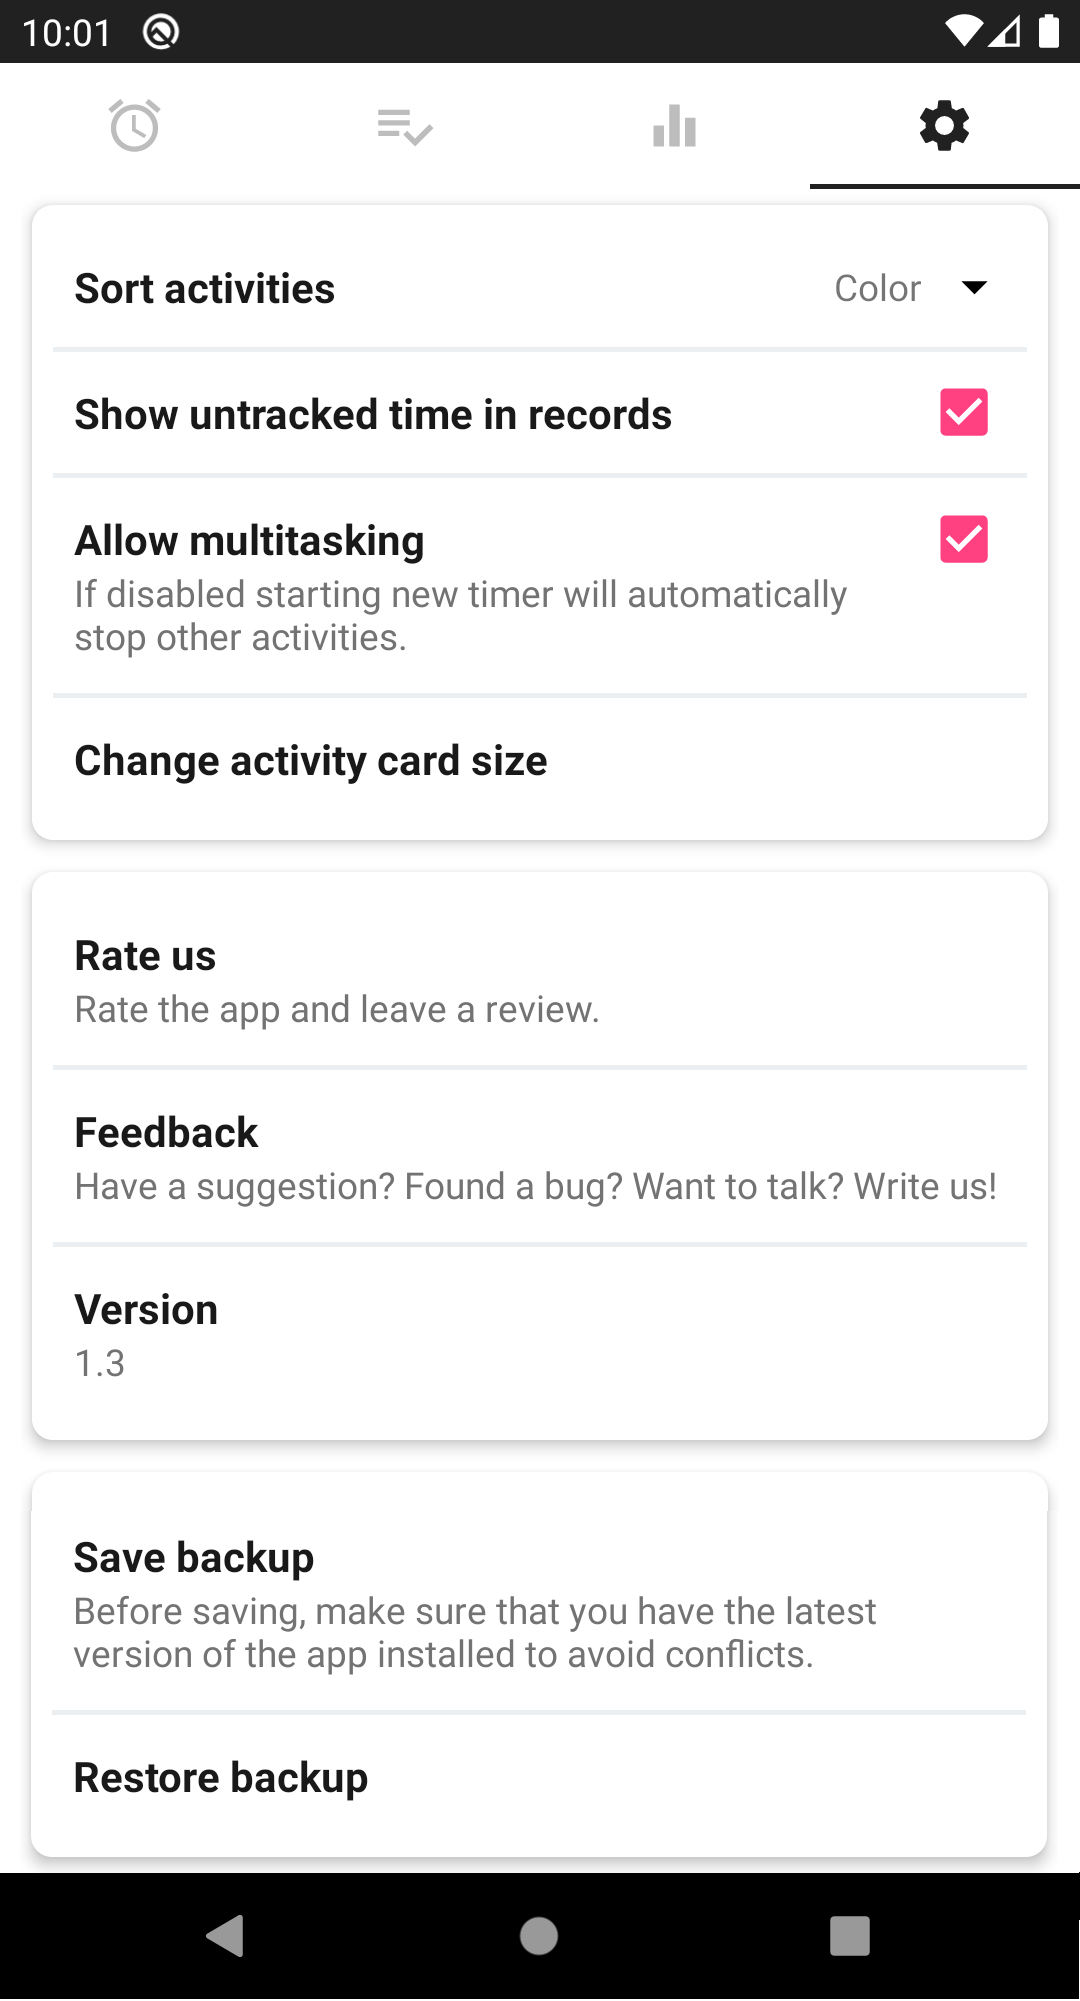 10:01
Sort activities
Color
Show untracked time in records
Allow multitasking
If disabled starting new timer will automatically
stop other activities.
Change activity card size
Rate us
Rate the app and leave a review.
Feedback
Have a suggestion? Found a bug? Want to talk? Write us!
Version
1.3
Save backup
Before saving, make sure that you have the latest
version of the app installed to avoid conflicts.
Restore backup